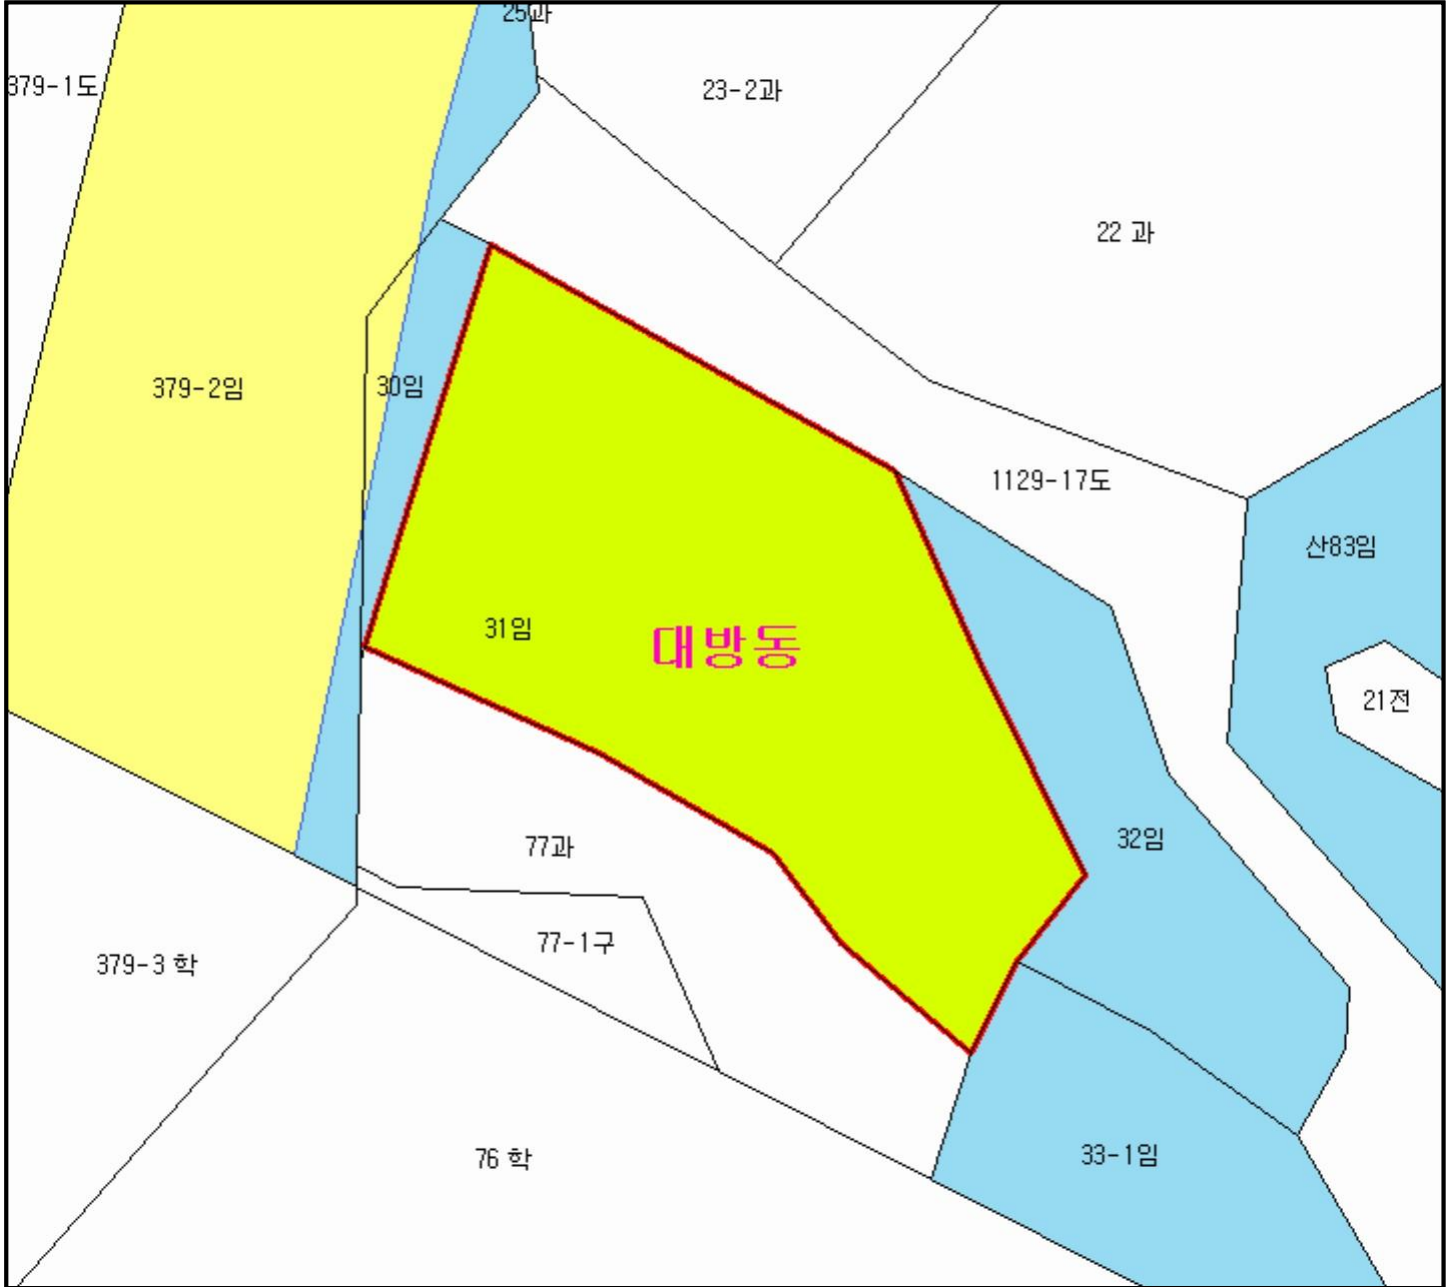 25과
379-1도
23-2과
22 과
379-2임
30임
1129-17도
산83임
31임
대방동
21전
32임
77과
77-1구
379-3 학
76 학
33-1임